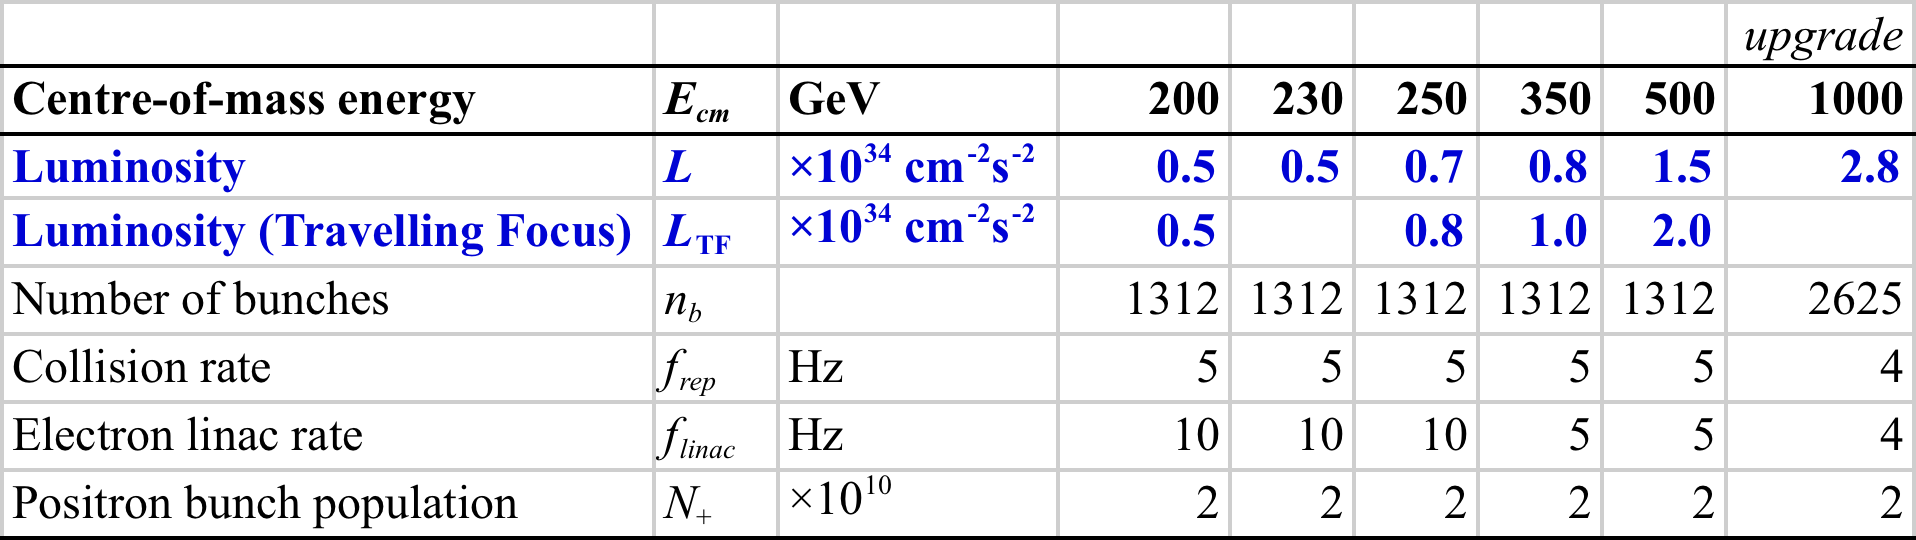 upgrade
Centre-of-mass energy E_cm GeV 200 230 250 350 500 1000
Luminosity L ×10^34 cm^-2s^-2 0.5 0.5 0.7 0.8 1.5 2.8
Luminosity (Travelling Focus) L_TF ×10^34 cm^-2s^-2 0.5 0.8 1.0 2.0
Number of bunches n_b 1312 1312 1312 1312 1312 2625
Collision rate f_rep Hz 5 5 5 5 5 4
Electron linac rate f_linac Hz 10 10 10 5 5 4
Positron bunch population N_+ ×10^10 2 2 2 2 2 2